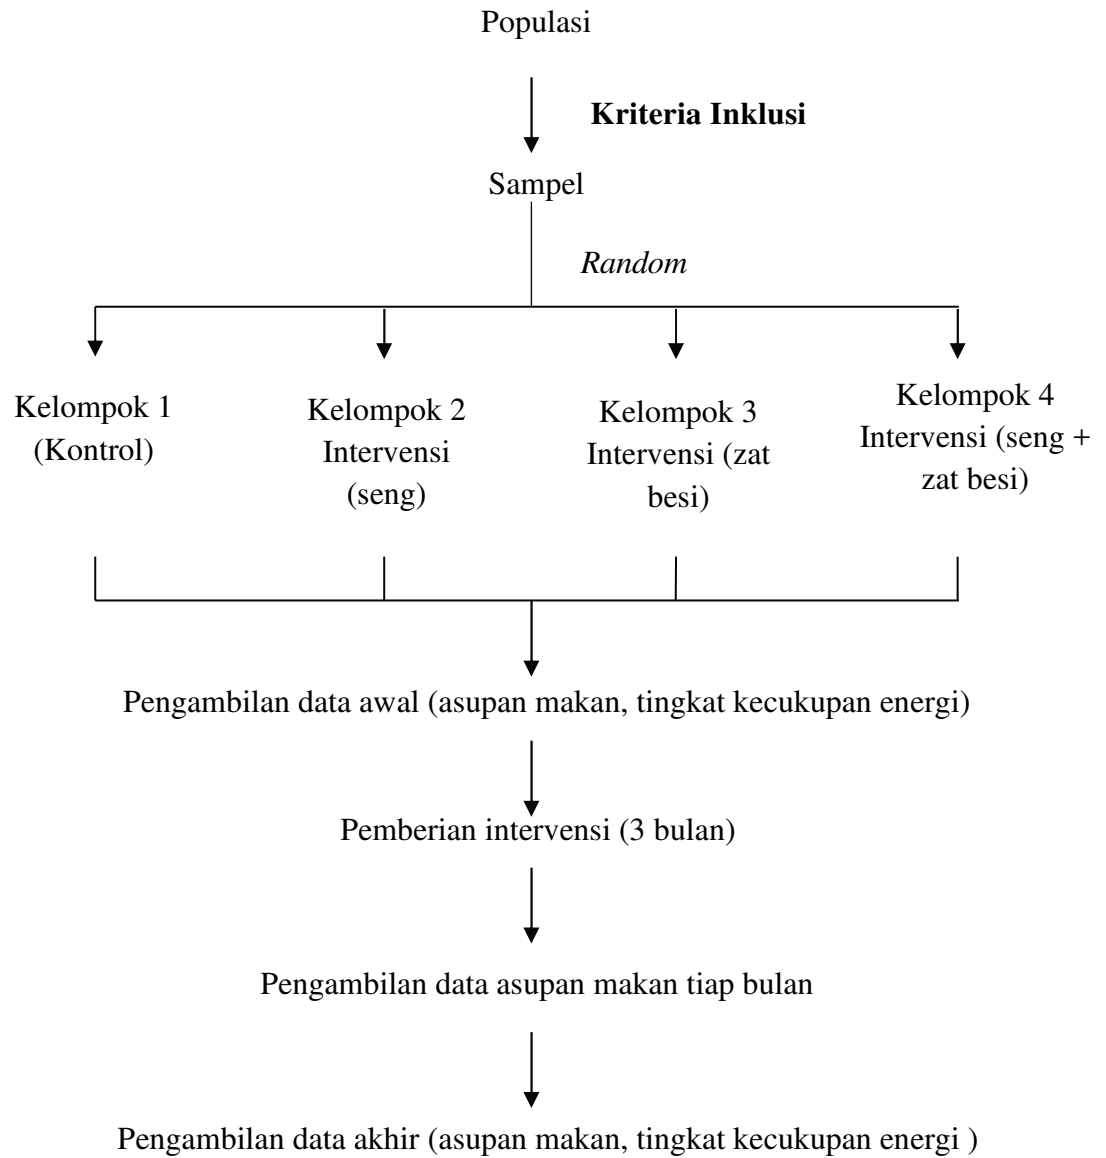 Populasi
Kriteria Inklusi
Sampel
Random
Kelompok 1
(Kontrol)
Kelompok 2
Intervensi
(seng)
Kelompok 3
Intervensi (zat
besi)
Kelompok 4
Intervensi (seng +
zat besi)
Pengambilan data awal (asupan makan, tingkat kecukupan energi)
Pemberian intervensi (3 bulan)
Pengambilan data asupan makan tiap bulan
Pengambilan data akhir (asupan makan, tingkat kecukupan energi )